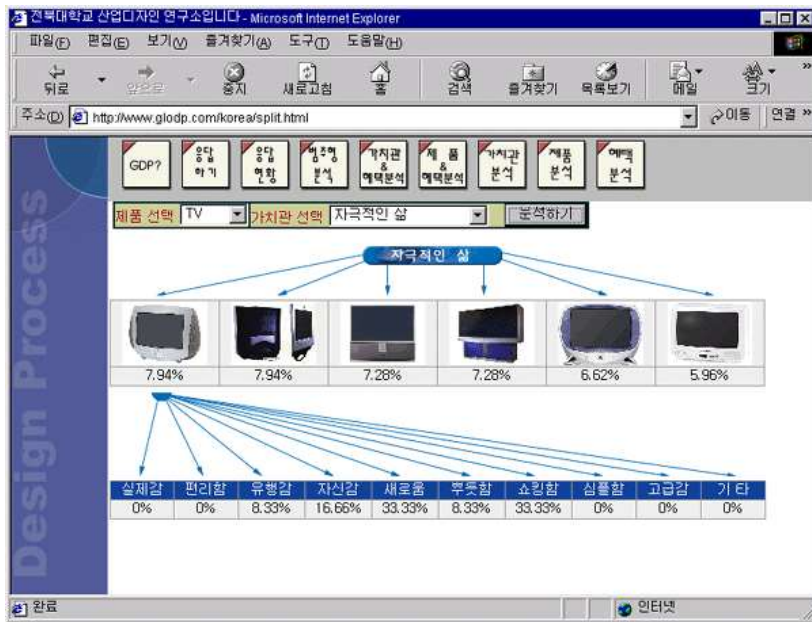 전북대학교 산업디자인 연구소입니다 - Microsoft Internet Explorer
파일(F) 편집(E) 보기(V) 즐겨찾기(A) 도구(T) 도움말(H)
뒤로 앞으로 중지 새로고침 홈 검색 즐겨찾기 목록보기 메일 크기 »
주소(D) http://www.glodp.com/korea/split.html 이동 연결 »
GDP? 응답하기 응답현황 범주형분석 가치관&혜택분석 제품&혜택분석 가치관분석 제품분석 혜택분석
제품 선택 TV 가치관 선택 자극적인 삶 분석하기
자극적인 삶
7.94% 7.94% 7.28% 7.28% 6.62% 5.96%
실제감 편리함 유행감 자신감 새로움 뿌듯함 쇼킹함 심플함 고급감 기타
0% 0% 8.33% 16.66% 33.33% 8.33% 33.33% 0% 0% 0%
Design Process
완료 인터넷